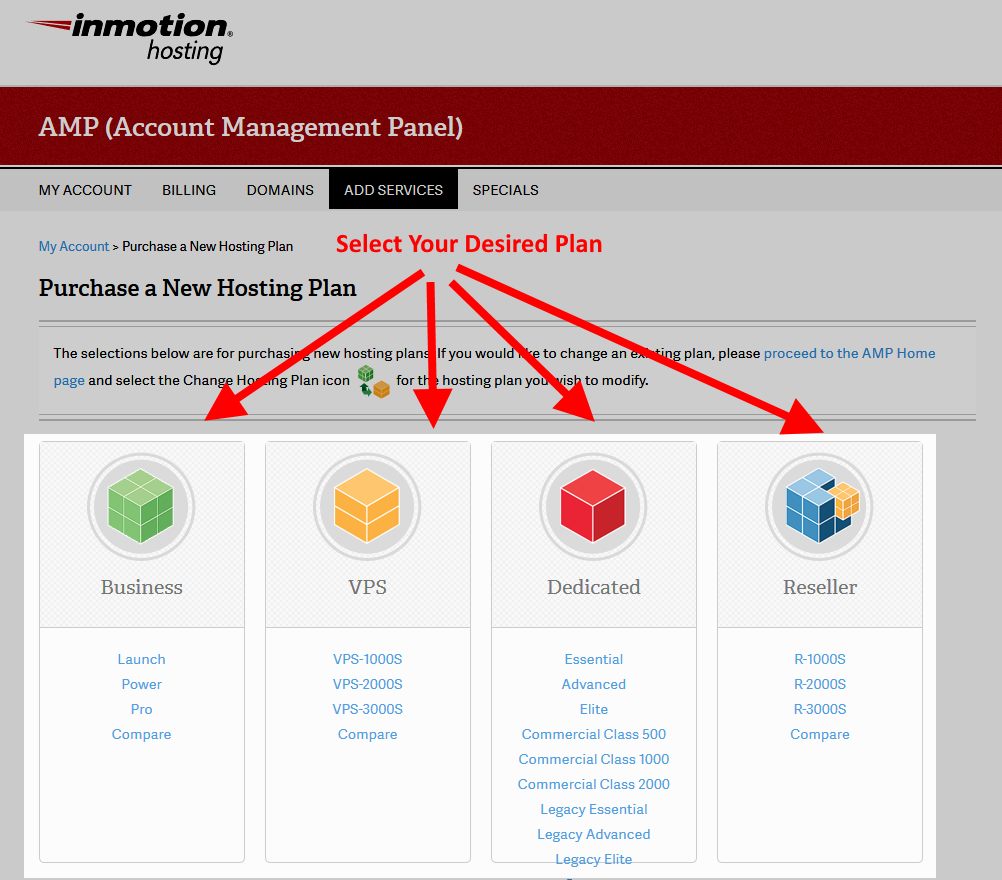 inmotion®
hosting
AMP (Account Management Panel)
MY ACCOUNT BILLING DOMAINS ADD SERVICES SPECIALS
My Account > Purchase a New Hosting Plan
Select Your Desired Plan
Purchase a New Hosting Plan
The selections below are for purchasing new hosting plans. If you would like to change an existing plan, please proceed to the AMP Home
page and select the Change Hosting Plan icon for the hosting plan you wish to modify.
Business
Launch
Power
Pro
Compare
VPS
VPS-1000S
VPS-2000S
VPS-3000S
Compare
Dedicated
Essential
Advanced
Elite
Commercial Class 500
Commercial Class 1000
Commercial Class 2000
Legacy Essential
Legacy Advanced
Legacy Elite
Reseller
R-1000S
R-2000S
R-3000S
Compare